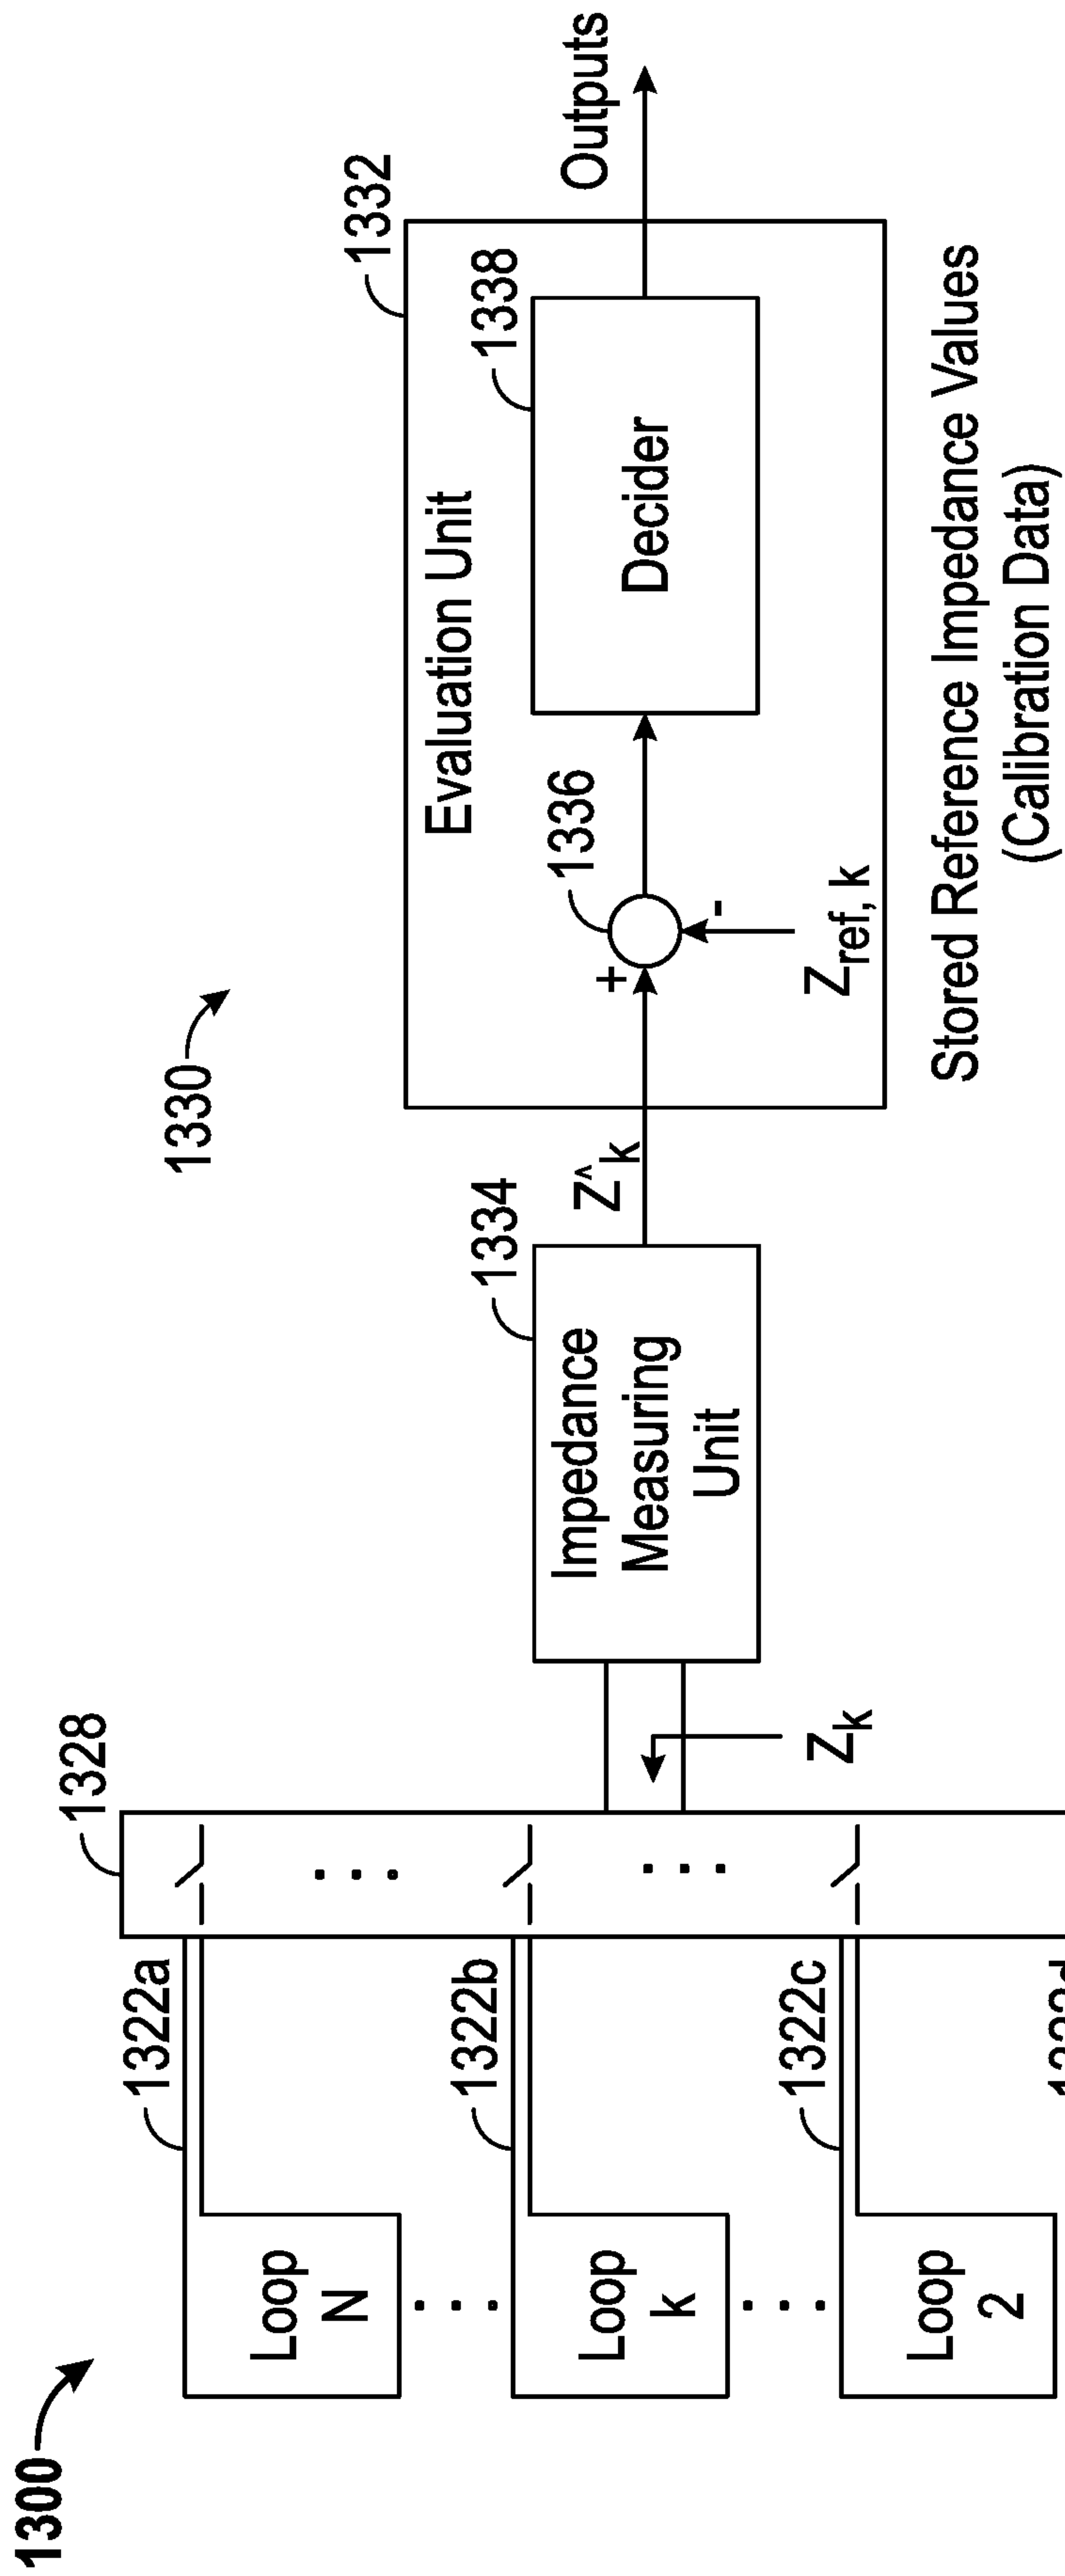 1300
1330
1328
1322a
1322b
1322c
Loop
N
Loop
k
Loop
2
Z_k
Impedance
Measuring
Unit
1334
Z^_k
Evaluation Unit
1332
1336
+
-
Z_ref, k
Decider
1338
Outputs
Stored Reference Impedance Values
(Calibration Data)